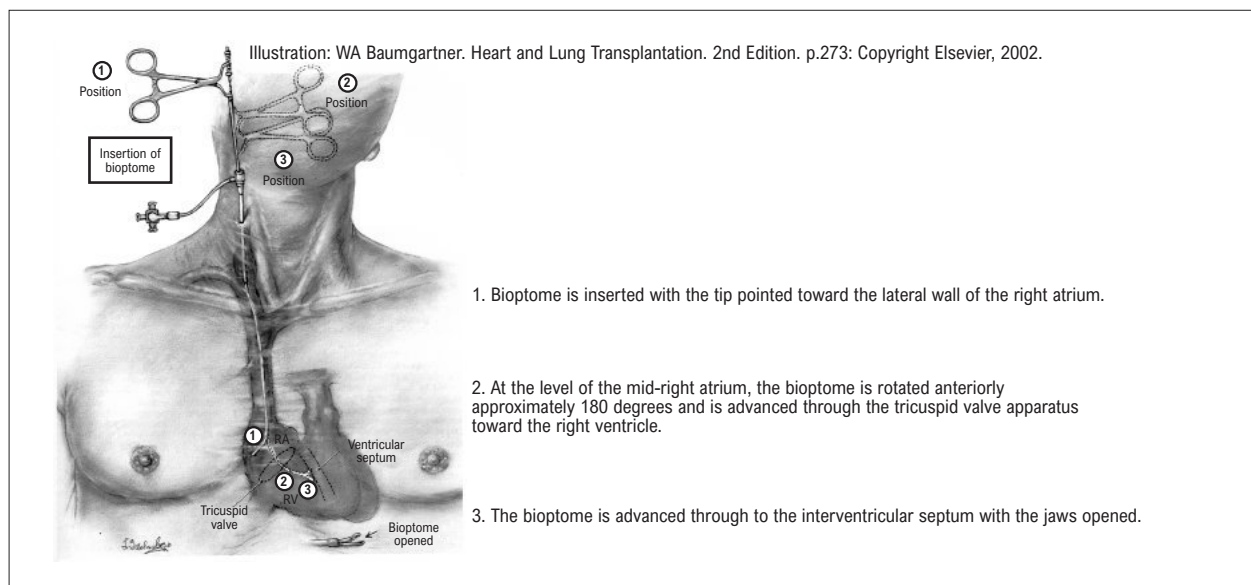 Illustration: WA Baumgartner. Heart and Lung Transplantation. 2nd Edition. p.273: Copyright Elsevier, 2002.
1
Position
2
Position
Insertion of
bioptome
3
Position
1. Bioptome is inserted with the tip pointed toward the lateral wall of the right atrium.
2. At the level of the mid-right atrium, the bioptome is rotated anteriorly
approximately 180 degrees and is advanced through the tricuspid valve apparatus
toward the right ventricle.
1
RA
Ventricular
septum
2
3
RV
Tricuspid
valve
3. The bioptome is advanced through to the interventricular septum with the jaws opened.
Bioptome
opened